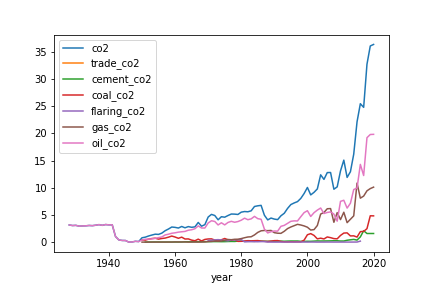 co2
trade_co2
cement_co2
coal_co2
flaring_co2
gas_co2
oil_co2
35
30
25
20
15
10
5
0
1940 1960 1980 2000 2020
year